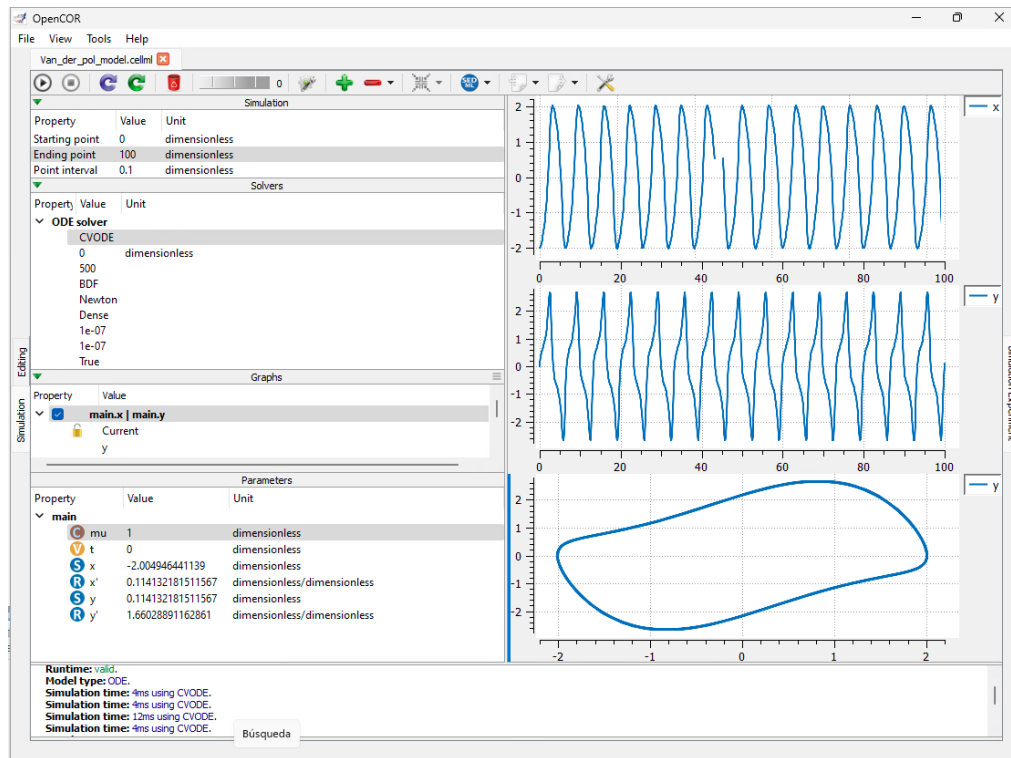 OpenCOR
File View Tools Help
Van_der_pol_model.cellml
0
SED ML
Simulation
Property Value Unit
Starting point 0 dimensionless
Ending point 100 dimensionless
Point interval 0.1 dimensionless
Solvers
Property Value Unit
ODE solver
CVODE
0 dimensionless
500
BDF
Newton
Dense
1e-07
1e-07
True
Graphs
Property Value
main.x | main.y
Current
y
Parameters
Property Value Unit
main
C mu 1 dimensionless
V t 0 dimensionless
S x -2.004946441139 dimensionless
R x' 0.114132181511567 dimensionless/dimensionless
S y 0.114132181511567 dimensionless
R y' 1.66028891162861 dimensionless/dimensionless
Editing
Simulation
x
2
1
0
-1
-2
0 20 40 60 80 100
y
2
1
0
-1
-2
0 20 40 60 80 100
y
2
1
0
-1
-2
-2 -1 0 1 2
Runtime: valid.
Model type: ODE.
Simulation time: 4ms using CVODE.
Simulation time: 4ms using CVODE.
Simulation time: 12ms using CVODE.
Simulation time: 4ms using CVODE.
Búsqueda